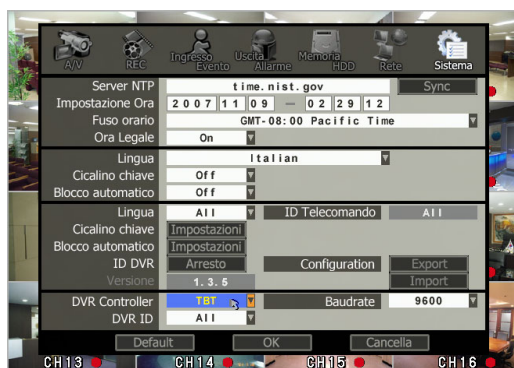 A/V REC Ingresso Evento Uscita Allarme Memoria HDD Rete Sistema
Server NTP time.nist.gov Sync
Impostazione Ora 2007 11 09 — 02 29 12
Fuso orario GMT-08:00 Pacific Time
Ora Legale On
Lingua Italian
Cicalino chiave Off
Blocco automatico Off
Lingua All ID Telecomando All
Cicalino chiave Impostazioni
Blocco automatico Impostazioni
ID DVR Arresto Configuration Export
Versione 1.3.5 Import
DVR Controller TBT Baudrate 9600
DVR ID All
Default OK Cancella
CH13 CH14 CH15 CH16